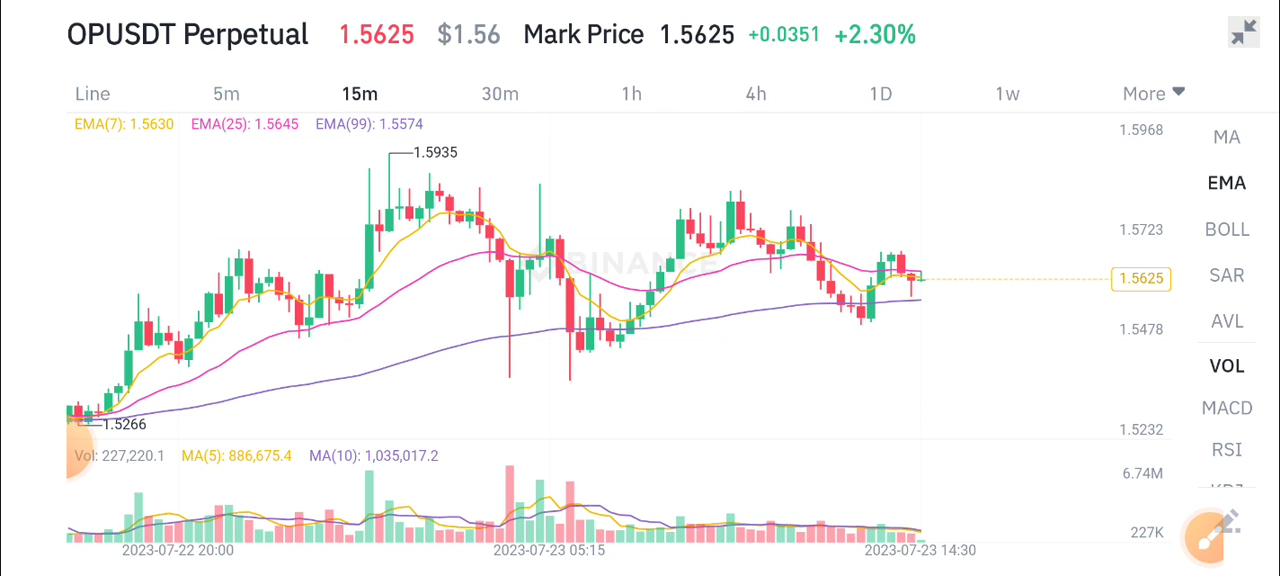 OPUSDT Perpetual 1.5625 $1.56 Mark Price 1.5625 +0.0351 +2.30%
Line 5m 15m 30m 1h 4h 1D 1w More
EMA(7): 1.5630 EMA(25): 1.5645 EMA(99): 1.5574
1.5968
MA
1.5935
EMA
1.5723
BOLL
BINANCE
1.5625
SAR
1.5478
AVL
VOL
MACD
1.5266
1.5232
RSI
Vol: 227,220.1 MA(5): 886,675.4 MA(10): 1,035,017.2
6.74M
227K
2023-07-22 20:00 2023-07-23 05:15 2023-07-23 14:30